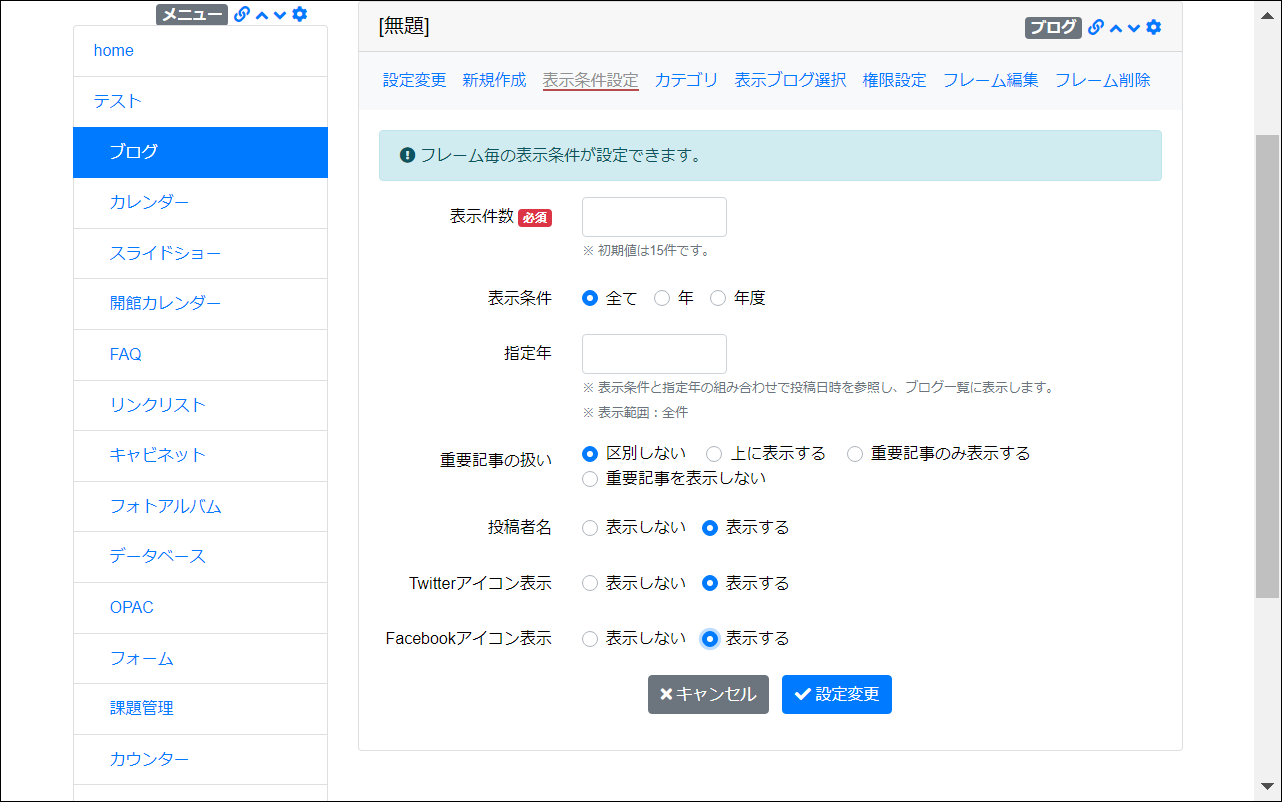 メニュー
home
テスト
ブログ
カレンダー
スライドショー
開館カレンダー
FAQ
リンクリスト
キャビネット
フォトアルバム
データベース
OPAC
フォーム
課題管理
カウンター
[無題]
ブログ
設定変更 新規作成 表示条件設定 カテゴリ 表示ブログ選択 権限設定 フレーム編集 フレーム削除
フレーム毎の表示条件が設定できます。
表示件数 必須
※ 初期値は15件です。
表示条件 全て 年 年度
指定年
※ 表示条件と指定年の組み合わせで投稿日時を参照し、ブログ一覧に表示します。
※ 表示範囲：全件
重要記事の扱い 区別しない 上に表示する 重要記事のみ表示する
重要記事を表示しない
投稿者名 表示しない 表示する
Twitterアイコン表示 表示しない 表示する
Facebookアイコン表示 表示しない 表示する
キャンセル 設定変更